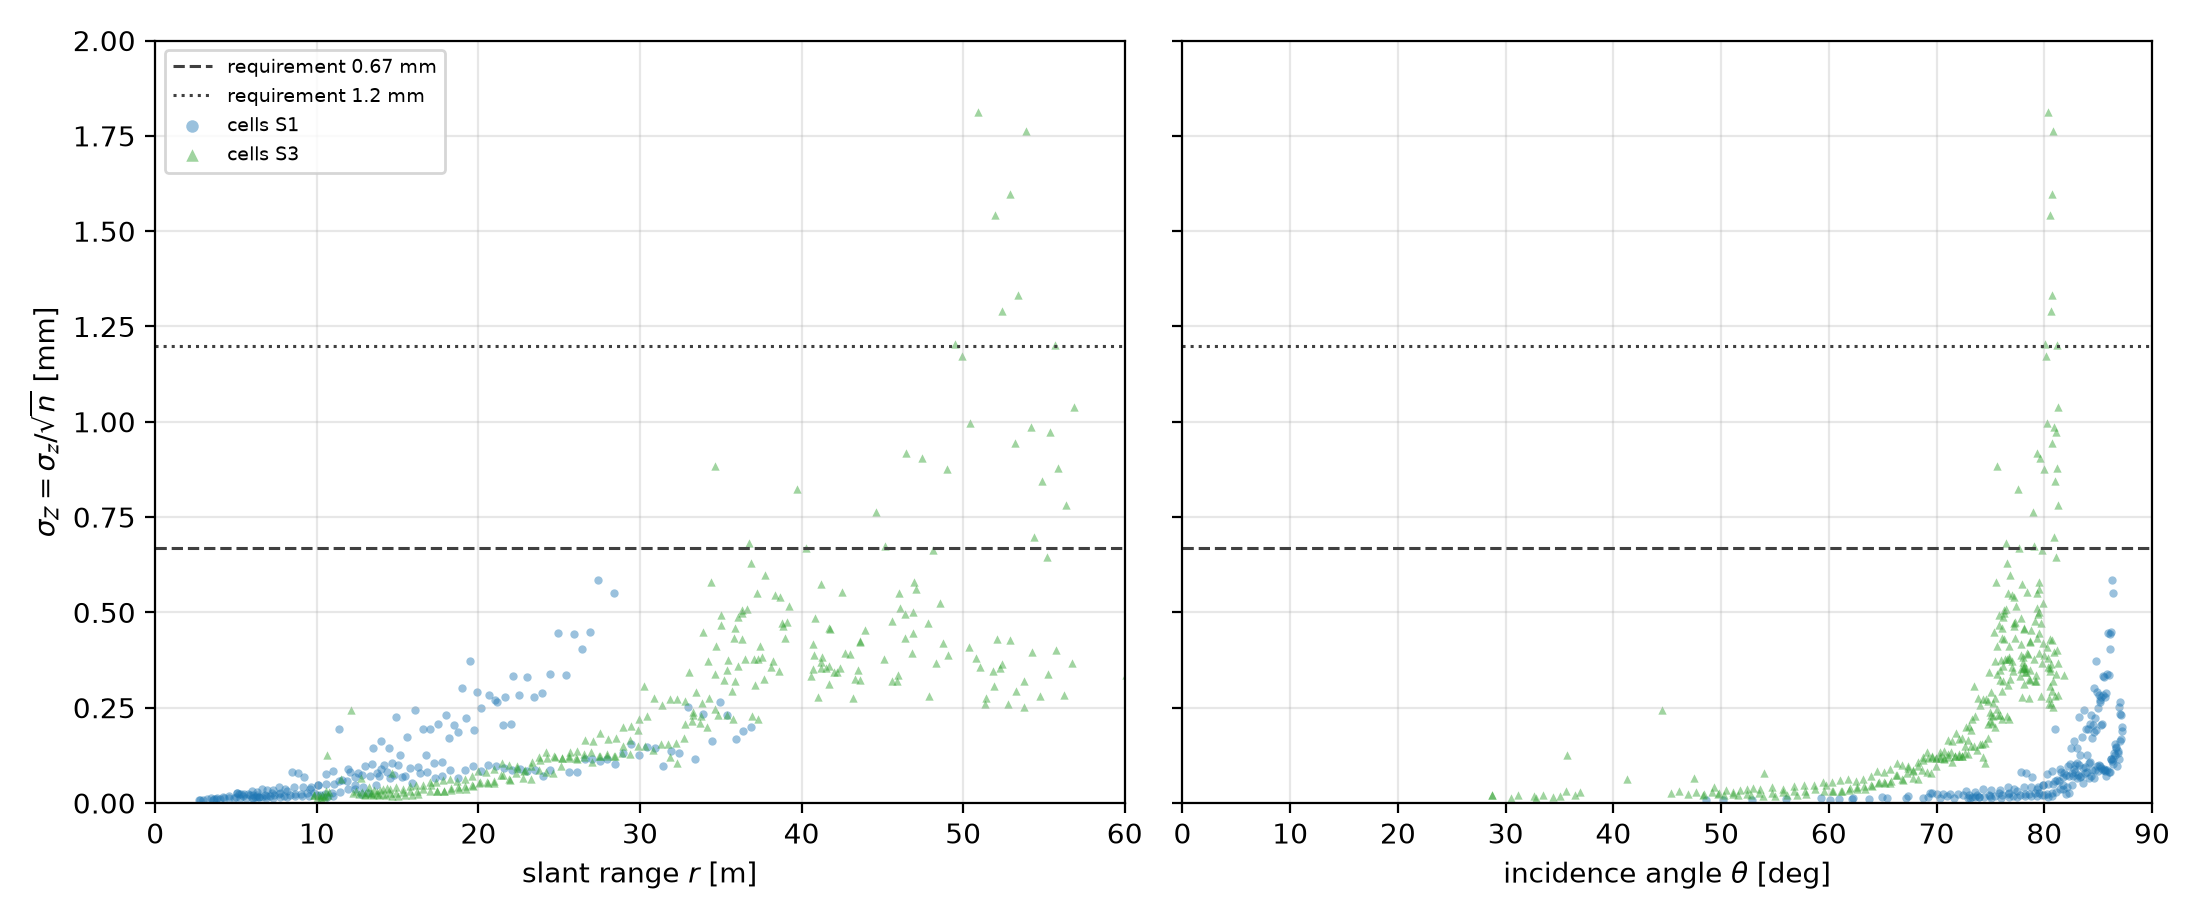 2.00
1.75
1.50
1.25
1.00
0.75
0.50
0.25
0.00
σ_Z = σ_z/√n [mm]
requirement 0.67 mm
requirement 1.2 mm
cells S1
cells S3
0 10 20 30 40 50 60
slant range r [m]
0 10 20 30 40 50 60 70 80 90
incidence angle θ [deg]